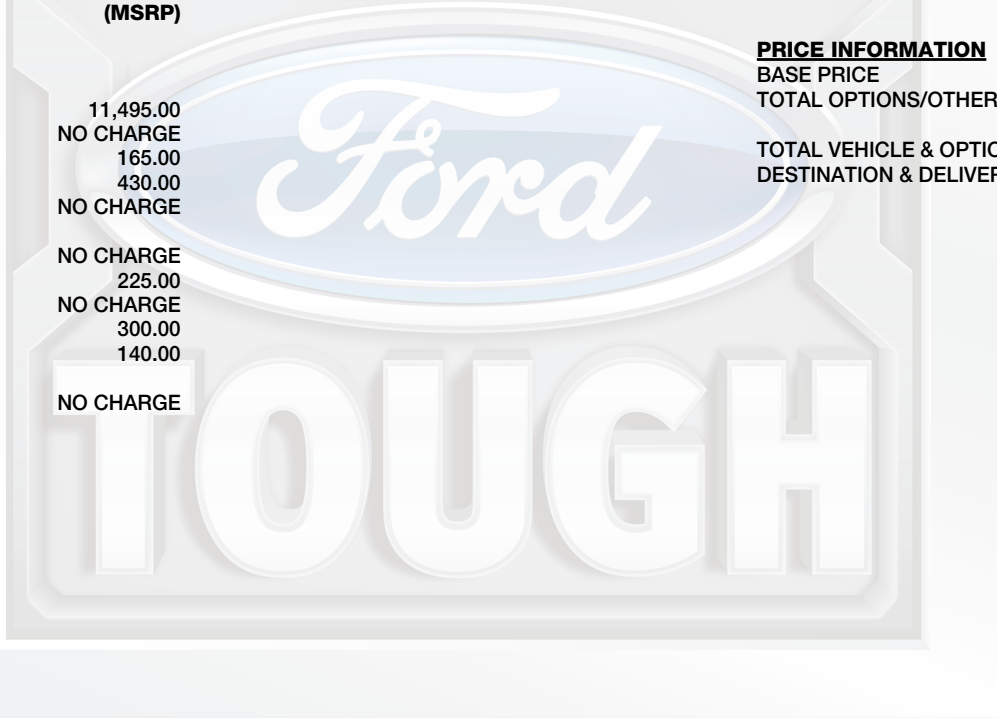 (MSRP)
11,495.00
NO CHARGE
165.00
430.00
NO CHARGE
NO CHARGE
225.00
NO CHARGE
300.00
140.00
NO CHARGE
PRICE INFORMATION
BASE PRICE
TOTAL OPTIONS/OTHER
TOTAL VEHICLE & OPTIO
DESTINATION & DELIVER
Ford
TOUGH